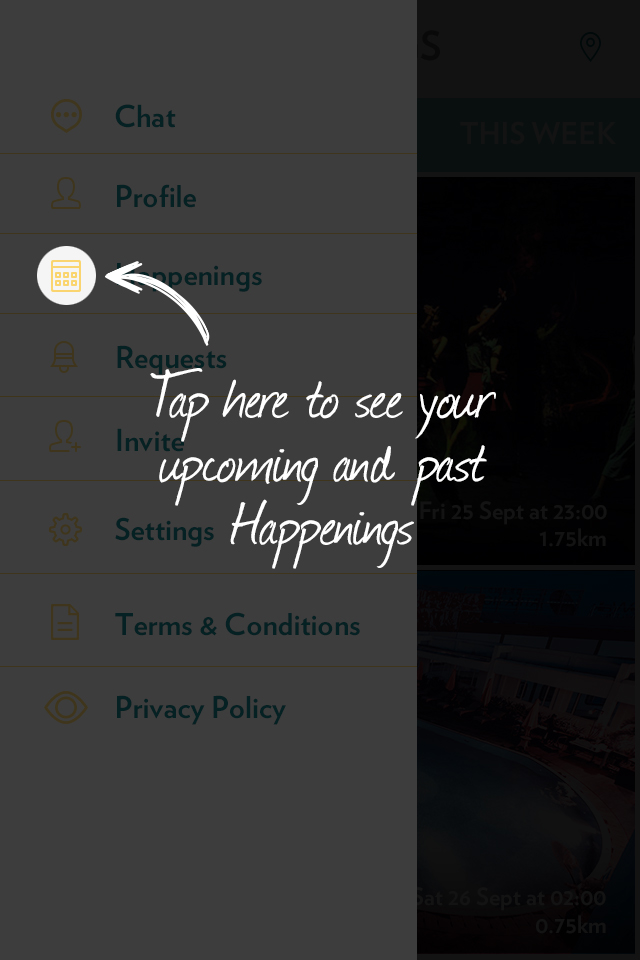 S
THIS WEEK
Chat
Profile
Happenings
Requests
Tap here to see your
Invite
upcoming and past
Happenings
Settings
Fri 25 Sept at 23:00
1.75km
Terms & Conditions
Privacy Policy
Sat 26 Sept at 02:00
0.75km